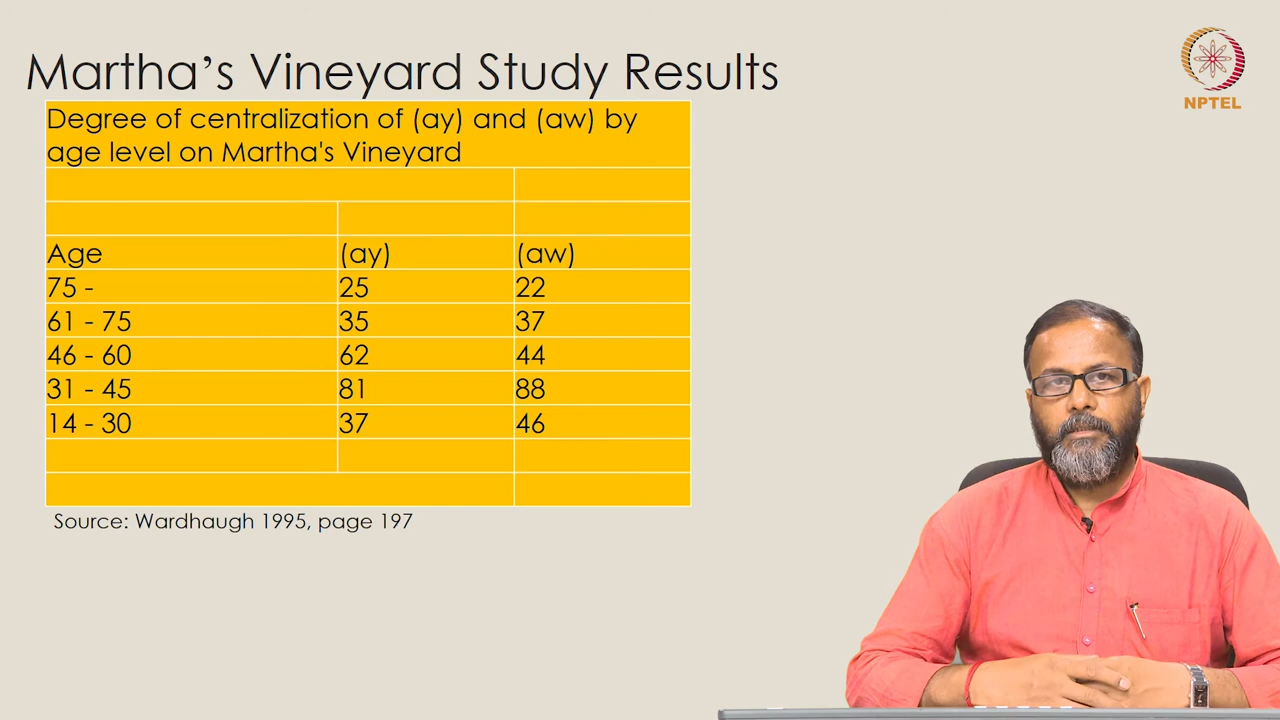 Martha's Vineyard Study Results
NPTEL
Degree of centralization of (ay) and (aw) by
age level on Martha's Vineyard
Age (ay) (aw)
75 - 25 22
61 - 75 35 37
46 - 60 62 44
31 - 45 81 88
14 - 30 37 46
Source: Wardhaugh 1995, page 197